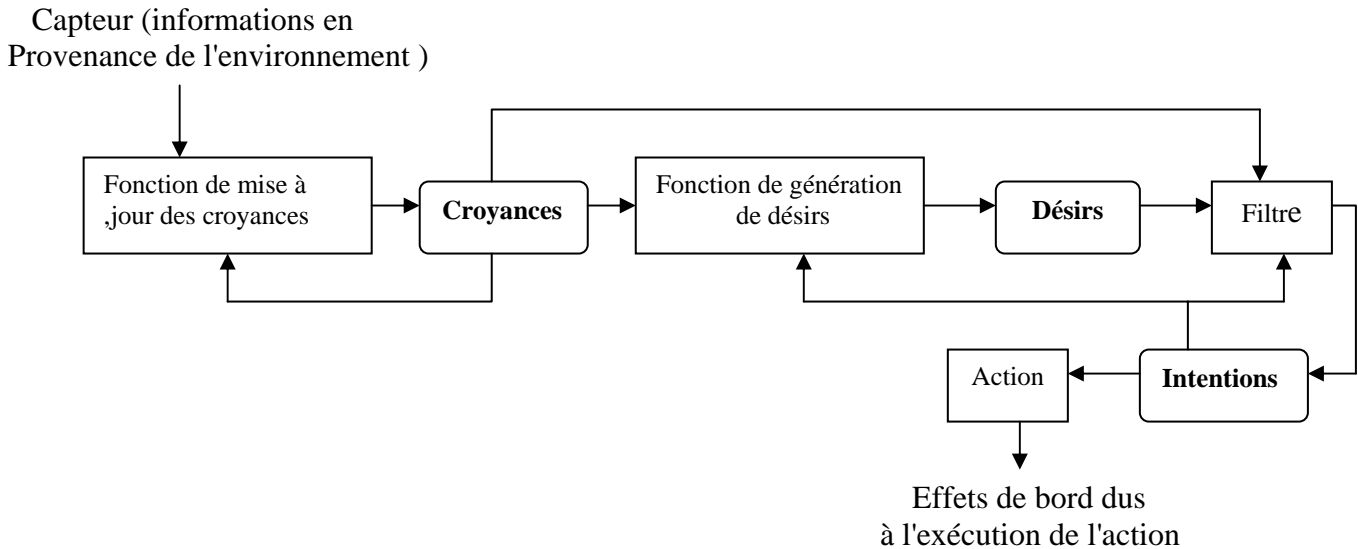 Capteur (informations en
Provenance de l'environnement )
Fonction de mise à
,jour des croyances
Croyances
Fonction de génération
de désirs
Désirs
Filtre
Action
Intentions
Effets de bord dus
à l'exécution de l'action